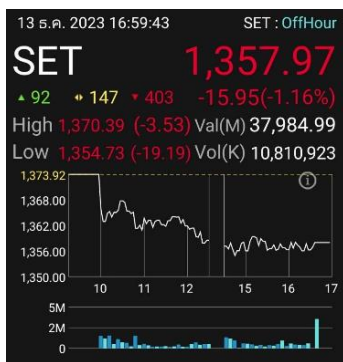 13 ธ.ค. 2023 16:59:43 SET : OffHour
SET 1,357.97
92 147 403 -15.95(-1.16%)
High 1,370.39 (-3.53) Val(M) 37,984.99
Low 1,354.73 (-19.19) Vol(K) 10,810,923
1,373.92
1,368.00
1,362.00
1,356.00
1,350.00
10 11 12 15 16 17
5M
2M
0